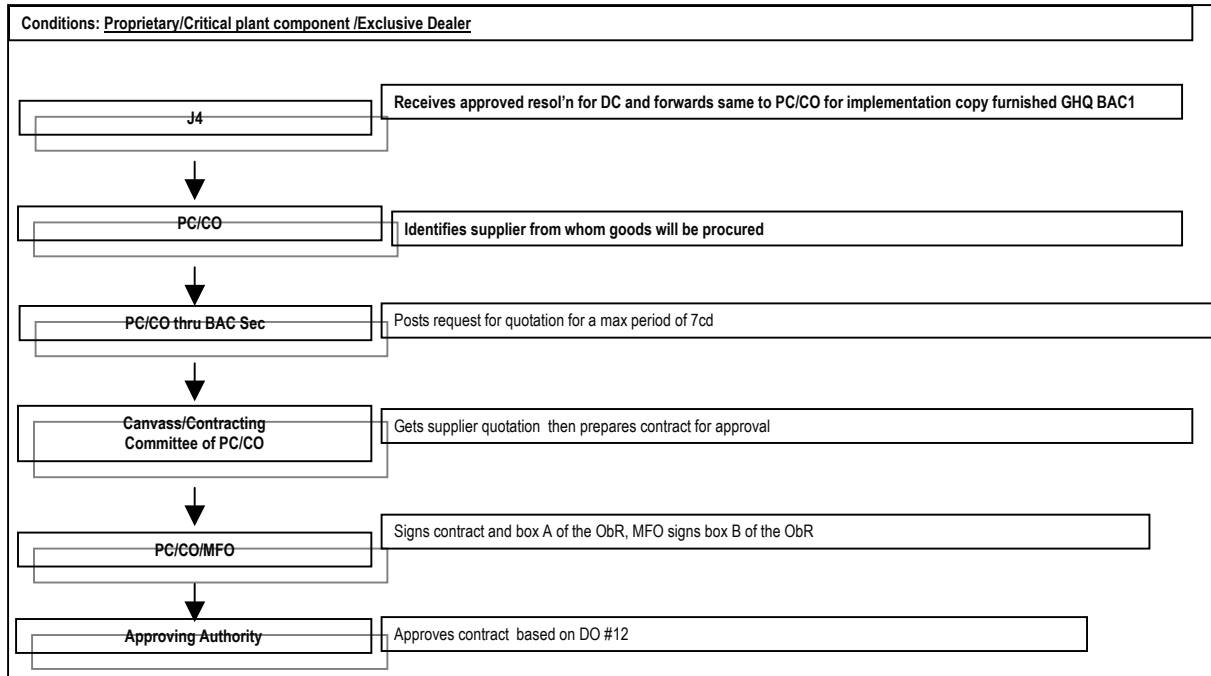 Conditions: Proprietary/Critical plant component /Exclusive Dealer
J4
Receives approved resol'n for DC and forwards same to PC/CO for implementation copy furnished GHQ BAC1
PC/CO
Identifies supplier from whom goods will be procured
PC/CO thru BAC Sec
Posts request for quotation for a max period of 7cd
Canvass/Contracting
Committee of PC/CO
Gets supplier quotation then prepares contract for approval
PC/CO/MFO
Signs contract and box A of the ObR, MFO signs box B of the ObR
Approving Authority
Approves contract based on DO #12